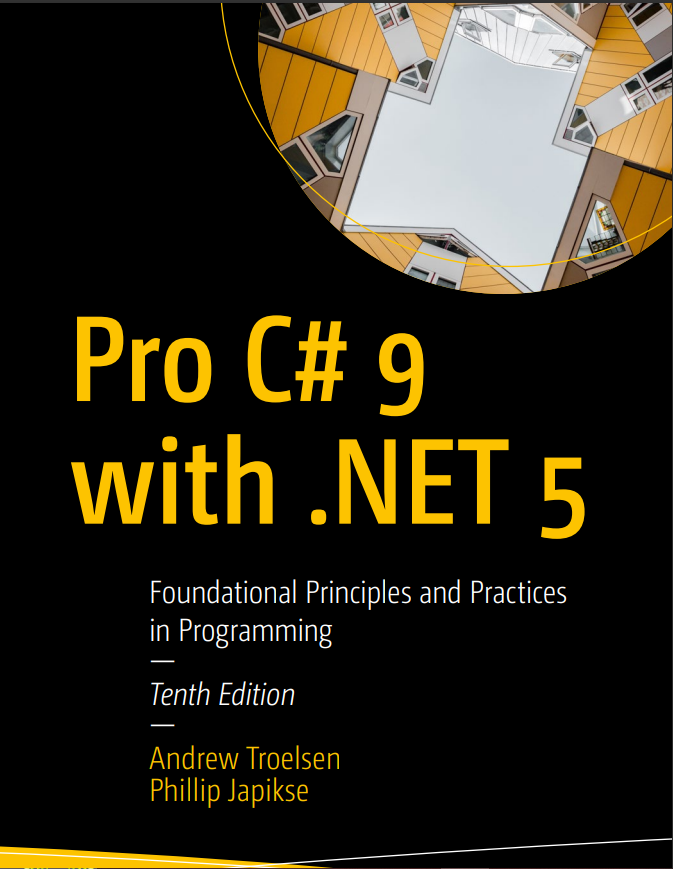 Pro C# 9
with .NET 5
Foundational Principles and Practices
in Programming
Tenth Edition
Andrew Troelsen
Phillip Japikse